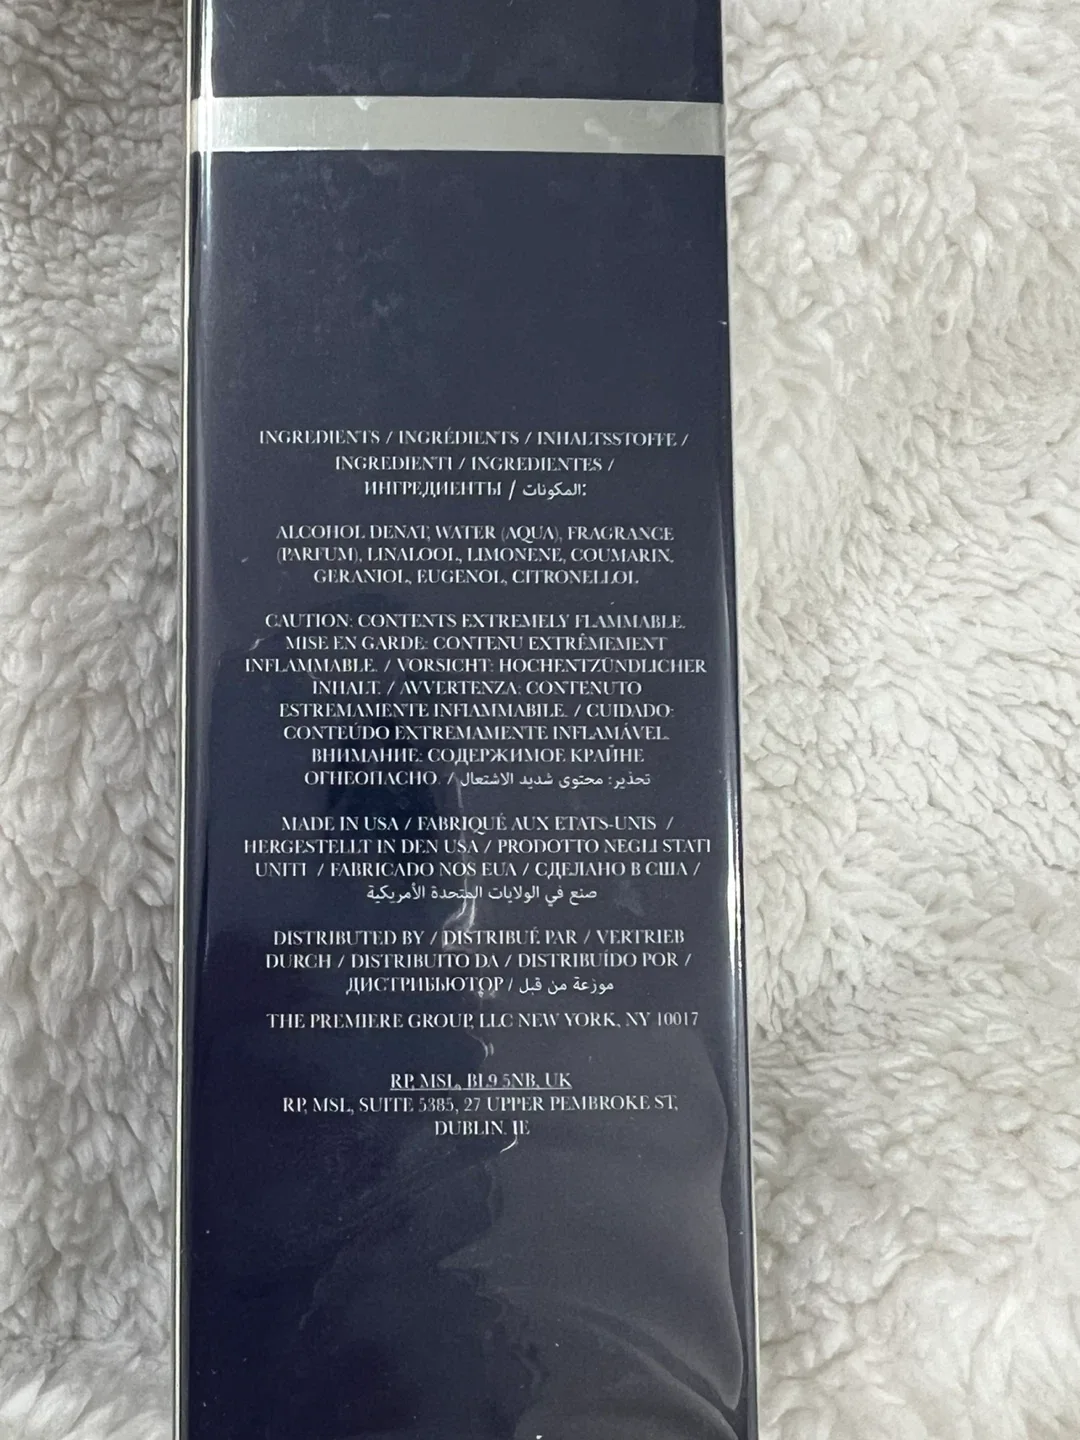 INGREDIENTS / INGRÉDIENTS / INHALTSSTOFFE /
INGREDIENTI / INGREDIENTES /
ИНГРЕДИЕНТЫ / المكونات:
ALCOHOL DENAT, WATER (AQUA), FRAGRANCE
(PARFUM), LINALOOL, LIMONENE, COUMARIN,
GERANIOL, EUGENOL, CITRONELLOL
CAUTION: CONTENTS EXTREMELY FLAMMABLE.
MISE EN GARDE: CONTENU EXTRÊMEMENT
INFLAMMABLE. / VORSICHT: HOCHENTZÜNDLICHER
INHALT. / AVVERTENZA: CONTENUTO
ESTREMAMENTE INFIAMMABILE. / CUIDADO:
CONTEÚDO EXTREMAMENTE INFLAMÁVEL.
ВНИМАНИЕ: СОДЕРЖИМОЕ КРАЙНЕ
ОГНЕОПАСНО. / تحذير: محتوى شديد الاشتعال
MADE IN USA / FABRIQUÉ AUX ETATS-UNIS /
HERGESTELLT IN DEN USA / PRODOTTO NEGLI STATI
UNITI / FABRICADO NOS EUA / СДЕЛАНО В США /
صنع في الولايات المتحدة الأمريكية
DISTRIBUTED BY / DISTRIBUÉ PAR / VERTRIEB
DURCH / DISTRIBUITO DA / DISTRIBUÍDO POR /
ДИСТРИБЬЮТОР / موزعة من قبل
THE PREMIERE GROUP, LLC NEW YORK, NY 10017
RP, MSL, BL9 5NB, UK
RP, MSL, SUITE 5385, 27 UPPER PEMBROKE ST,
DUBLIN, IE